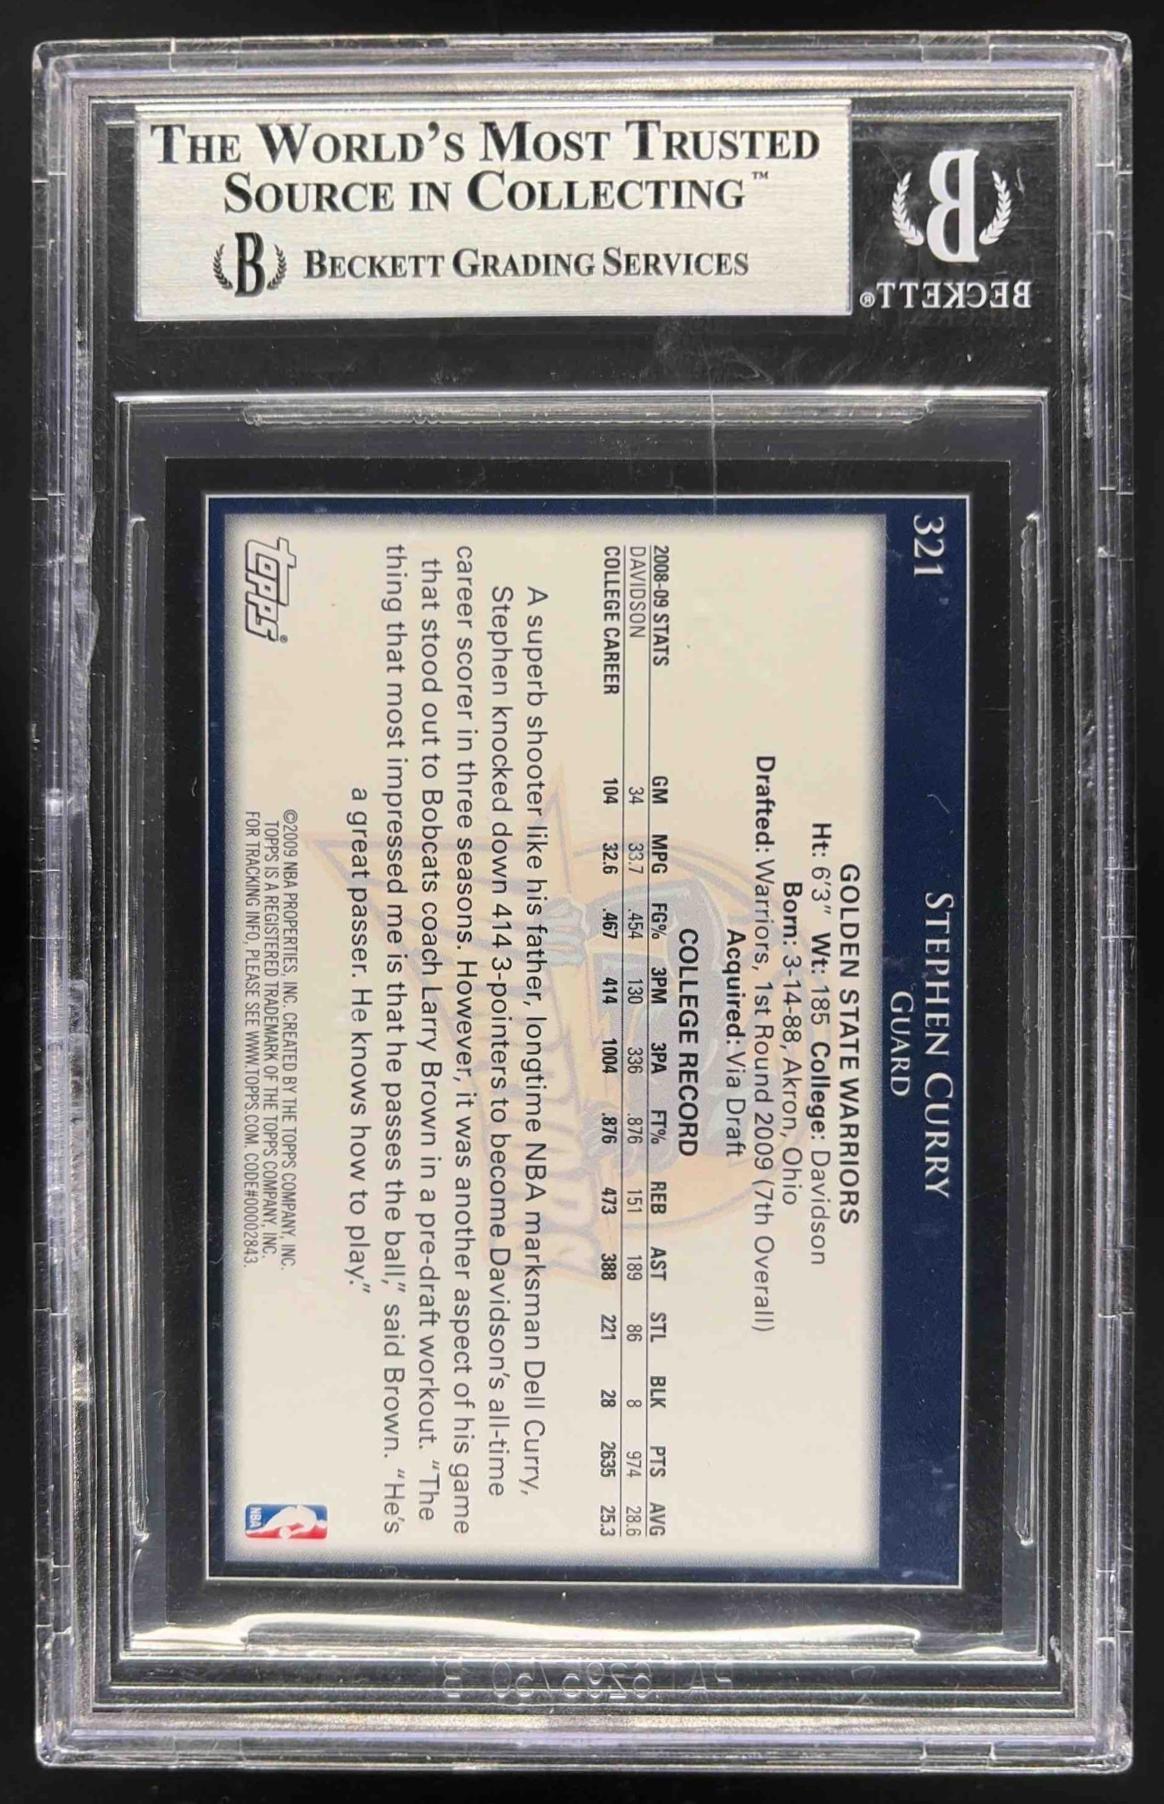 THE WORLD'S MOST TRUSTED
SOURCE IN COLLECTING™
B BECKETT GRADING SERVICES
B
BECKETT®
321
STEPHEN CURRY
GUARD
GOLDEN STATE WARRIORS
Ht: 6'3" Wt: 185 College: Davidson
Born: 3-14-88, Akron, Ohio
Drafted: Warriors, 1st Round 2009 (7th Overall)
Acquired: Via Draft
COLLEGE RECORD
2008-09 STATS GM MPG FG% 3PM 3PA FT% REB AST STL BLK PTS AVG
DAVIDSON 34 33.7 .454 130 336 .876 151 189 86 8 974 28.6
COLLEGE CAREER 104 32.6 .467 414 1004 .876 473 388 221 28 2635 25.3
A superb shooter like his father, longtime NBA marksman Dell Curry,
Stephen knocked down 414 3-pointers to become Davidson's all-time
career scorer in three seasons. However, it was another aspect of his game
that stood out to Bobcats coach Larry Brown in a pre-draft workout. "The
thing that most impressed me is that he passes the ball," said Brown. "He's
a great passer. He knows how to play."
topps®
©2009 NBA PROPERTIES, INC. CREATED BY THE TOPPS COMPANY, INC.
TOPPS IS A REGISTERED TRADEMARK OF THE TOPPS COMPANY, INC.
FOR TRACKING INFO, PLEASE SEE WWW.TOPPS.COM. CODE#00002843.
NBA